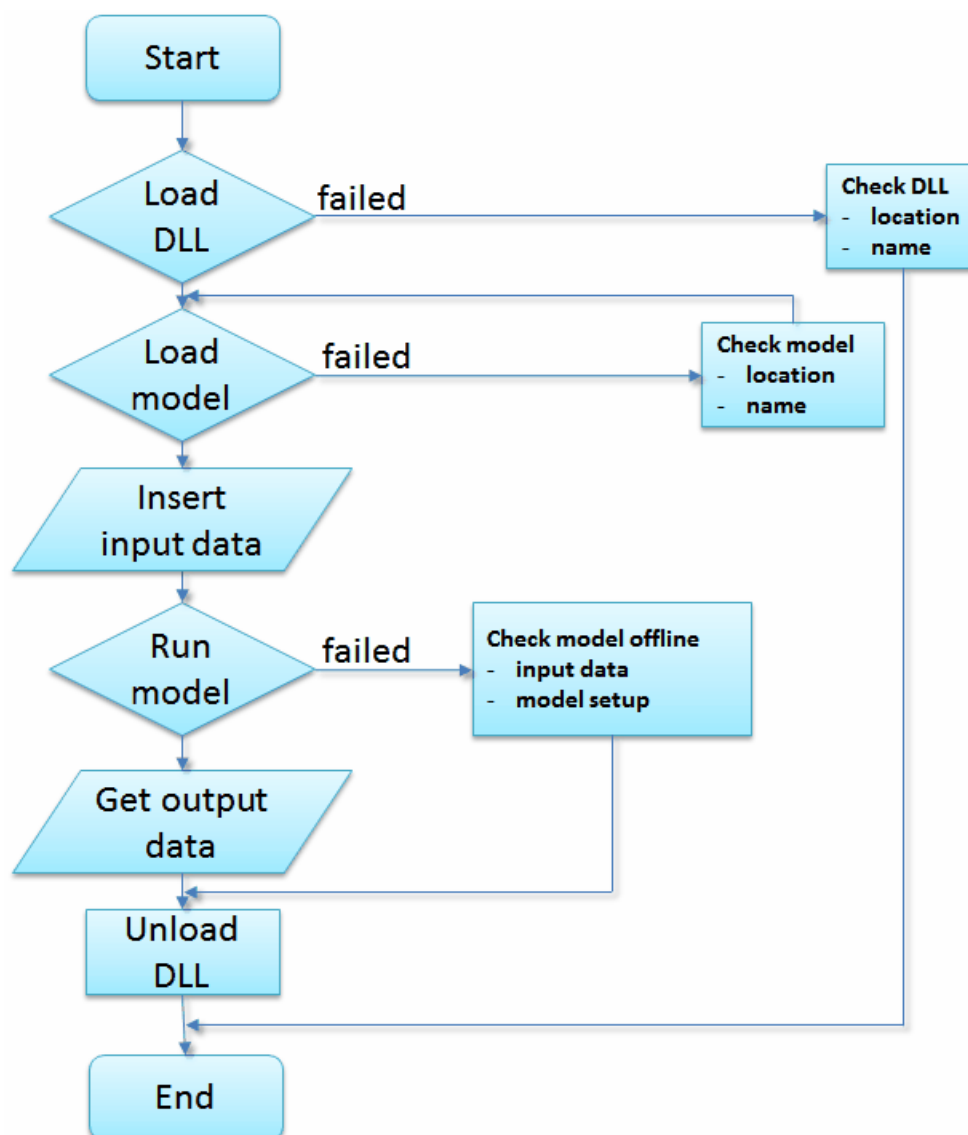 Start
Load
DLL
failed
Check DLL
- location
- name
Load
model
failed
Check model
- location
- name
Insert
input data
Run
model
failed
Check model offline
- input data
- model setup
Get output
data
Unload
DLL
End